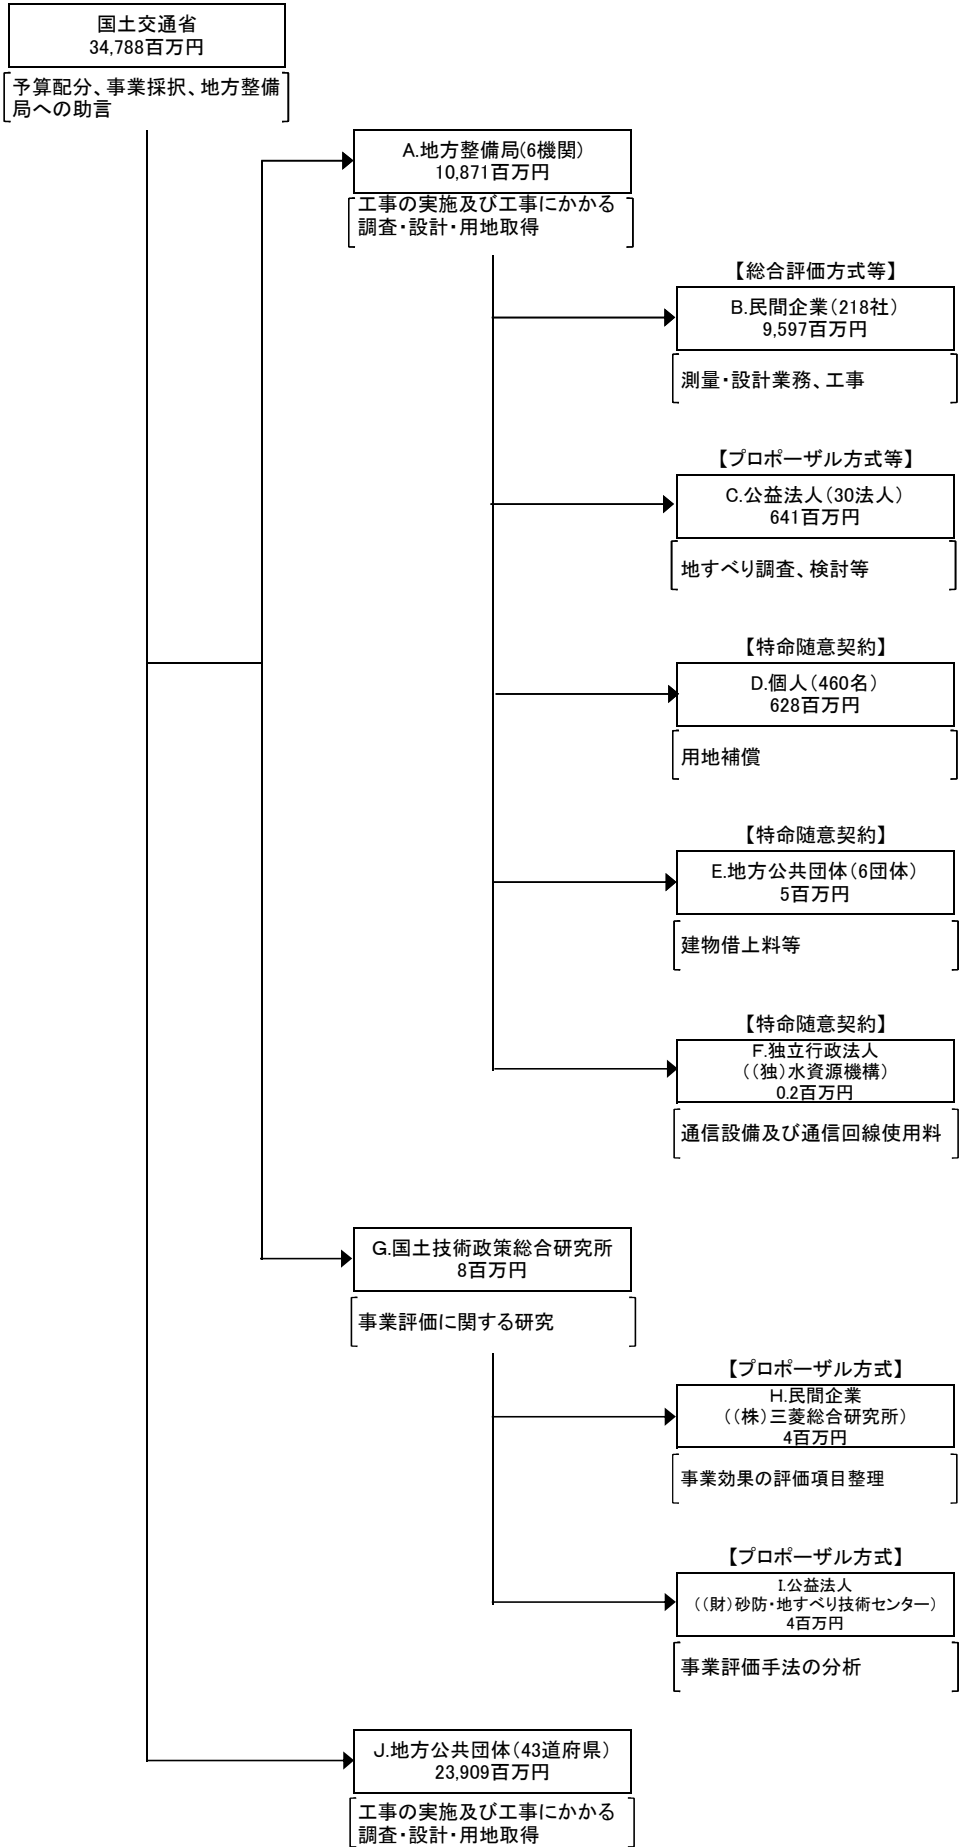 国土交通省
34,788百万円
予算配分、事業採択、地方整備
局への助言
A.地方整備局(6機関)
10,871百万円
工事の実施及び工事にかかる
調査・設計・用地取得
【総合評価方式等】
B.民間企業(218社)
9,597百万円
測量・設計業務、工事
【プロポーザル方式等】
C.公益法人(30法人)
641百万円
地すべり調査、検討等
【特命随意契約】
D.個人(460名)
628百万円
用地補償
【特命随意契約】
E.地方公共団体(6団体)
5百万円
建物借上料等
【特命随意契約】
F.独立行政法人
((独)水資源機構)
0.2百万円
通信設備及び通信回線使用料
G.国土技術政策総合研究所
8百万円
事業評価に関する研究
【プロポーザル方式】
H.民間企業
((株)三菱総合研究所)
4百万円
事業効果の評価項目整理
【プロポーザル方式】
I.公益法人
((財)砂防・地すべり技術センター)
4百万円
事業評価手法の分析
J.地方公共団体(43道府県)
23,909百万円
工事の実施及び工事にかかる
調査・設計・用地取得